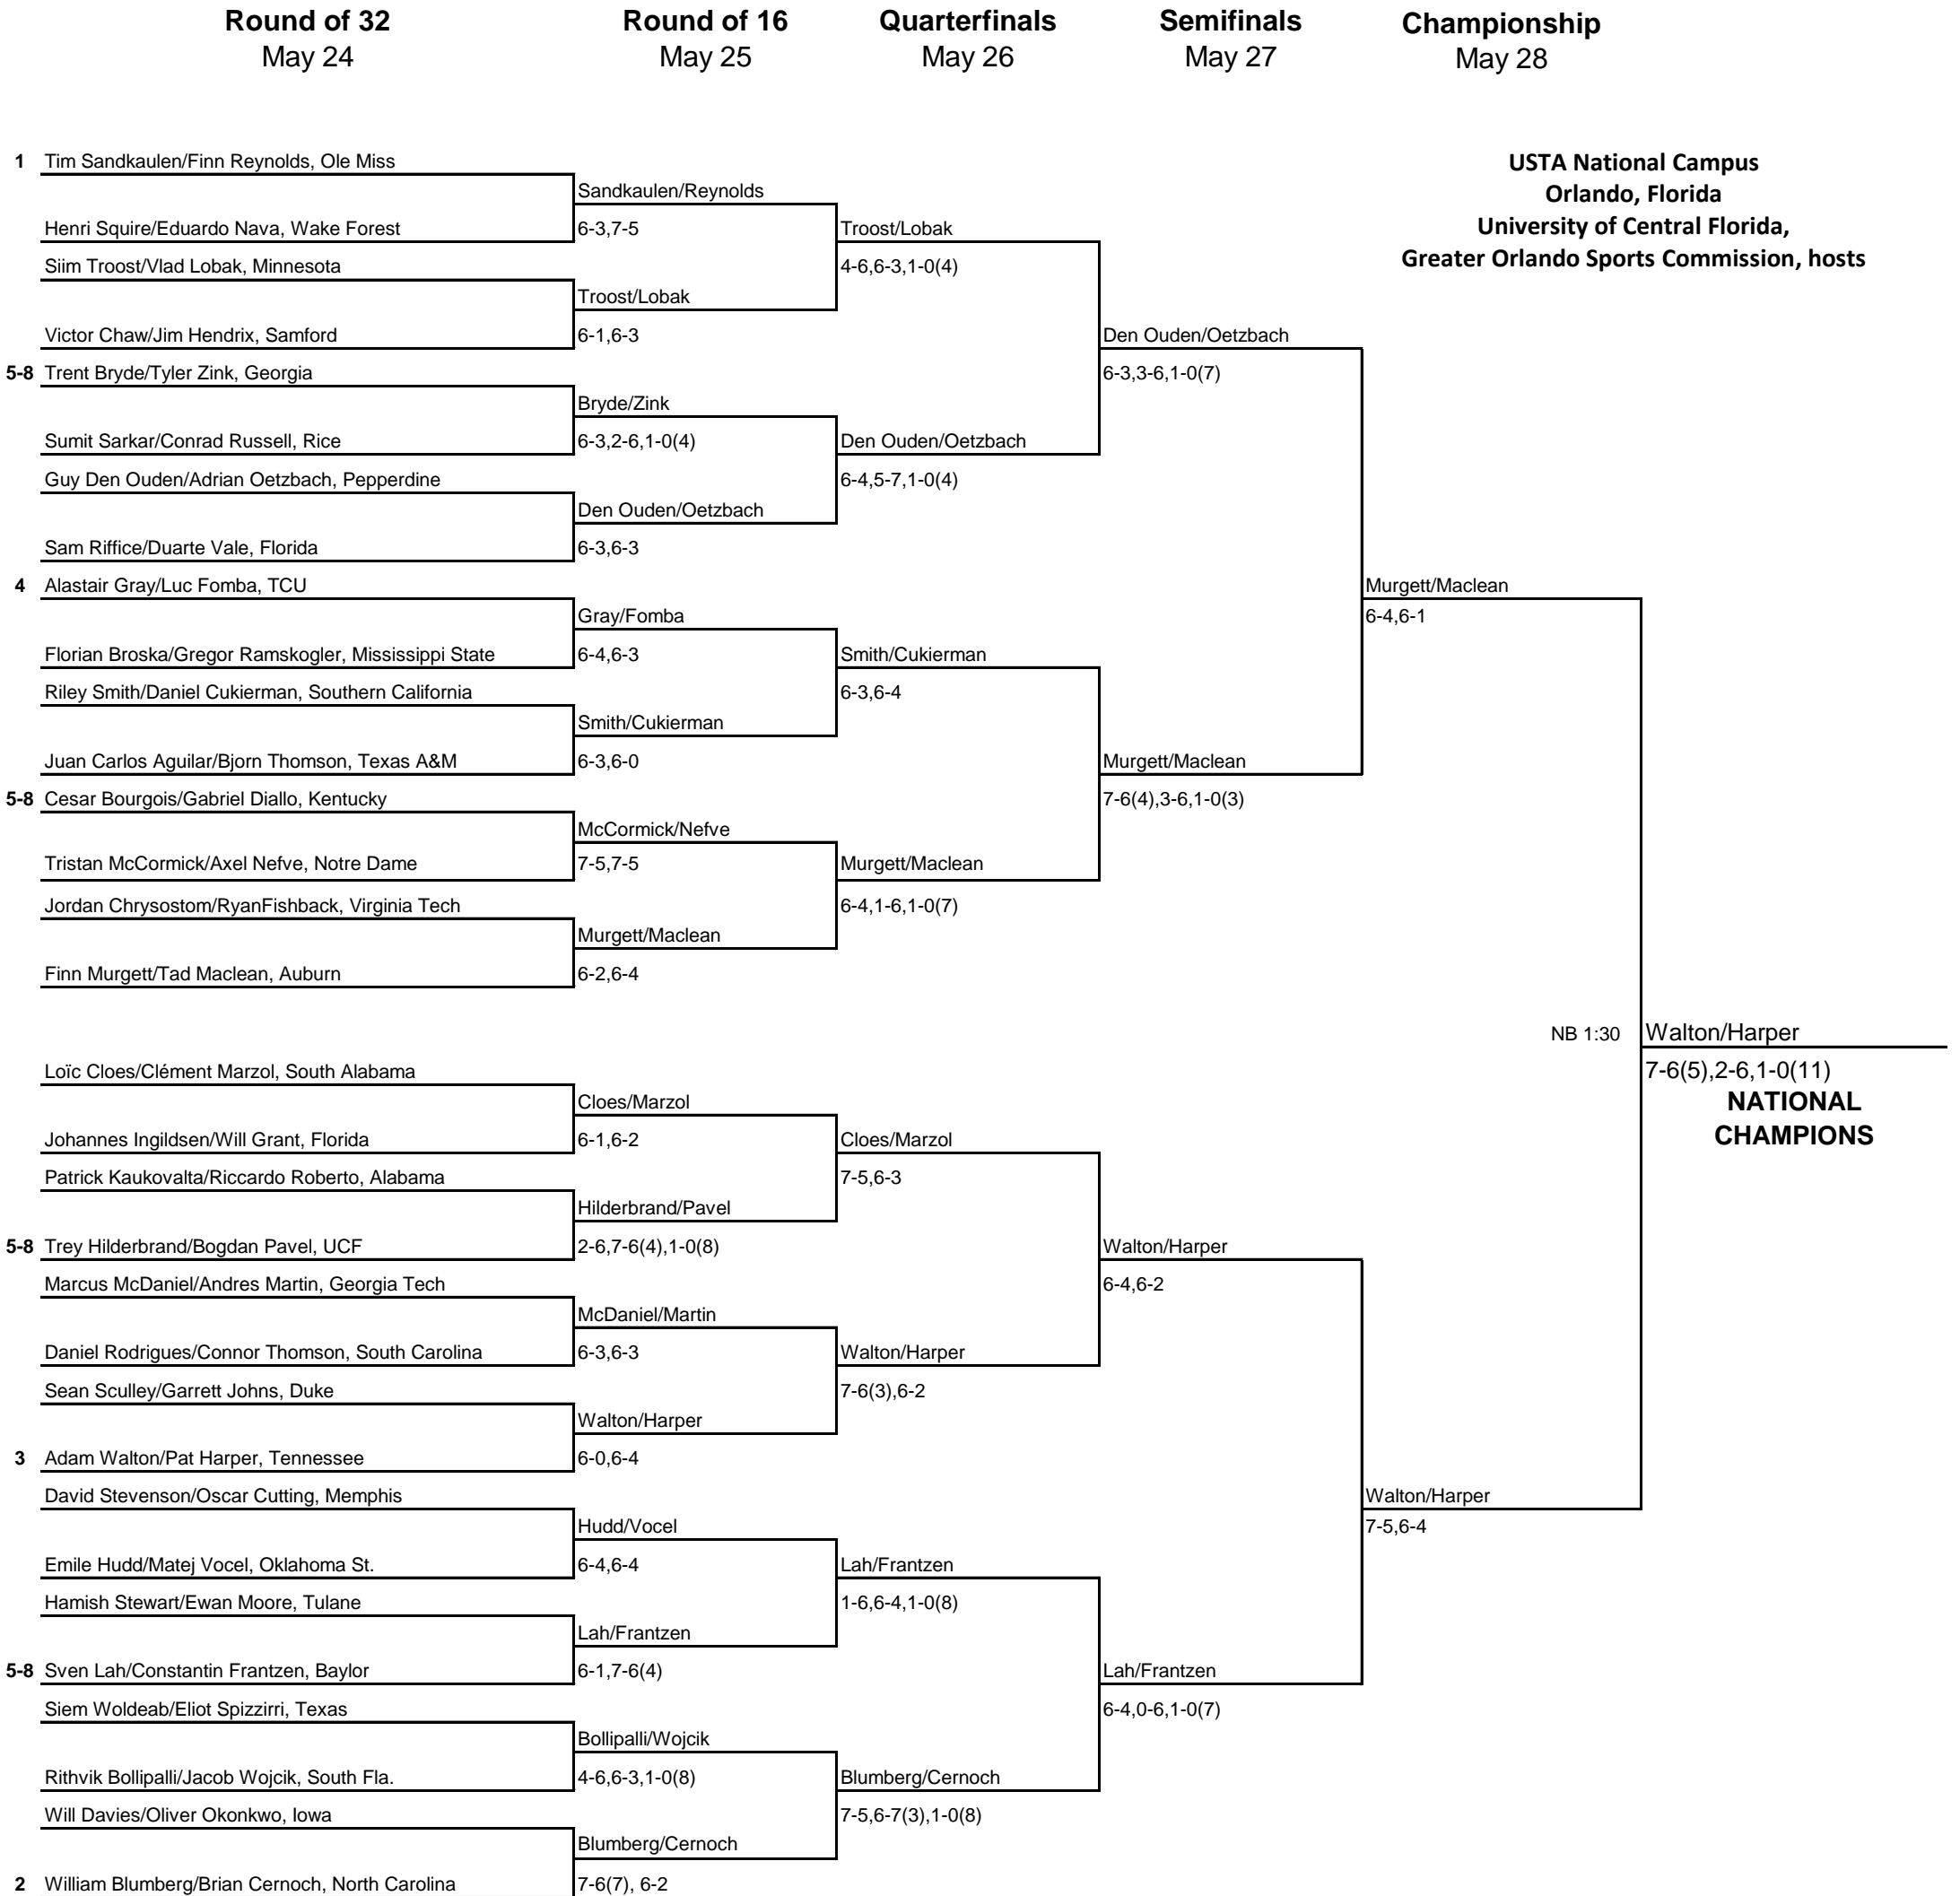 Round of 32
May 24
Round of 16
May 25
Quarterfinals
May 26
Semifinals
May 27
Championship
May 28
USTA National Campus
Orlando, Florida
University of Central Florida,
Greater Orlando Sports Commission, hosts
1 Tim Sandkaulen/Finn Reynolds, Ole Miss
Henri Squire/Eduardo Nava, Wake Forest
Siim Troost/Vlad Lobak, Minnesota
Victor Chaw/Jim Hendrix, Samford
5-8 Trent Bryde/Tyler Zink, Georgia
Sumit Sarkar/Conrad Russell, Rice
Guy Den Ouden/Adrian Oetzbach, Pepperdine
Sam Riffice/Duarte Vale, Florida
4 Alastair Gray/Luc Fomba, TCU
Florian Broska/Gregor Ramskogler, Mississippi State
Riley Smith/Daniel Cukierman, Southern California
Juan Carlos Aguilar/Bjorn Thomson, Texas A&M
5-8 Cesar Bourgois/Gabriel Diallo, Kentucky
Tristan McCormick/Axel Nefve, Notre Dame
Jordan Chrysostom/RyanFishback, Virginia Tech
Finn Murgett/Tad Maclean, Auburn
Loïc Cloes/Clément Marzol, South Alabama
Johannes Ingildsen/Will Grant, Florida
Patrick Kaukovalta/Riccardo Roberto, Alabama
5-8 Trey Hilderbrand/Bogdan Pavel, UCF
Marcus McDaniel/Andres Martin, Georgia Tech
Daniel Rodrigues/Connor Thomson, South Carolina
Sean Sculley/Garrett Johns, Duke
3 Adam Walton/Pat Harper, Tennessee
David Stevenson/Oscar Cutting, Memphis
Emile Hudd/Matej Vocel, Oklahoma St.
Hamish Stewart/Ewan Moore, Tulane
5-8 Sven Lah/Constantin Frantzen, Baylor
Siem Woldeab/Eliot Spizzirri, Texas
Rithvik Bollipalli/Jacob Wojcik, South Fla.
Will Davies/Oliver Okonkwo, Iowa
2 William Blumberg/Brian Cernoch, North Carolina
Sandkaulen/Reynolds
6-3,7-5
Troost/Lobak
6-1,6-3
Bryde/Zink
6-3,2-6,1-0(4)
Den Ouden/Oetzbach
6-3,6-3
Gray/Fomba
6-4,6-3
Smith/Cukierman
6-3,6-0
McCormick/Nefve
7-5,7-5
Murgett/Maclean
6-2,6-4
Cloes/Marzol
6-1,6-2
Hilderbrand/Pavel
2-6,7-6(4),1-0(8)
McDaniel/Martin
6-3,6-3
Walton/Harper
6-0,6-4
Hudd/Vocel
6-4,6-4
Lah/Frantzen
6-1,7-6(4)
Bollipalli/Wojcik
4-6,6-3,1-0(8)
Blumberg/Cernoch
7-6(7), 6-2
Troost/Lobak
4-6,6-3,1-0(4)
Den Ouden/Oetzbach
6-4,5-7,1-0(4)
Smith/Cukierman
6-3,6-4
Murgett/Maclean
6-4,1-6,1-0(7)
Cloes/Marzol
7-5,6-3
Walton/Harper
7-6(3),6-2
Lah/Frantzen
1-6,6-4,1-0(8)
Blumberg/Cernoch
7-5,6-7(3),1-0(8)
Den Ouden/Oetzbach
6-3,3-6,1-0(7)
Murgett/Maclean
7-6(4),3-6,1-0(3)
Walton/Harper
6-4,6-2
Lah/Frantzen
6-4,0-6,1-0(7)
Murgett/Maclean
6-4,6-1
Walton/Harper
7-5,6-4
NB 1:30
Walton/Harper
7-6(5),2-6,1-0(11)
NATIONAL
CHAMPIONS